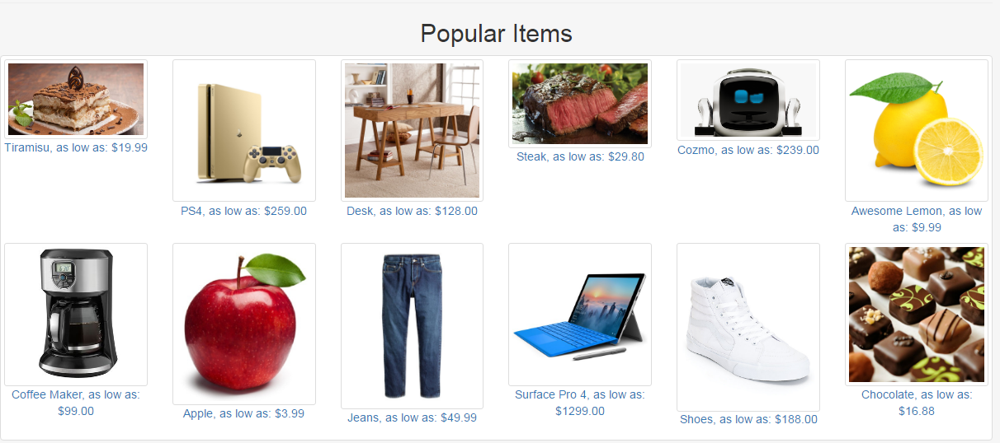 Popular Items
Tiramisu, as low as: $19.99
PS4, as low as: $259.00
Desk, as low as: $128.00
Steak, as low as: $29.80
Cozmo, as low as: $239.00
Awesome Lemon, as low
as: $9.99
Coffee Maker, as low as:
$99.00
Apple, as low as: $3.99
Jeans, as low as: $49.99
Surface Pro 4, as low as:
$1299.00
Shoes, as low as: $188.00
Chocolate, as low as:
$16.88